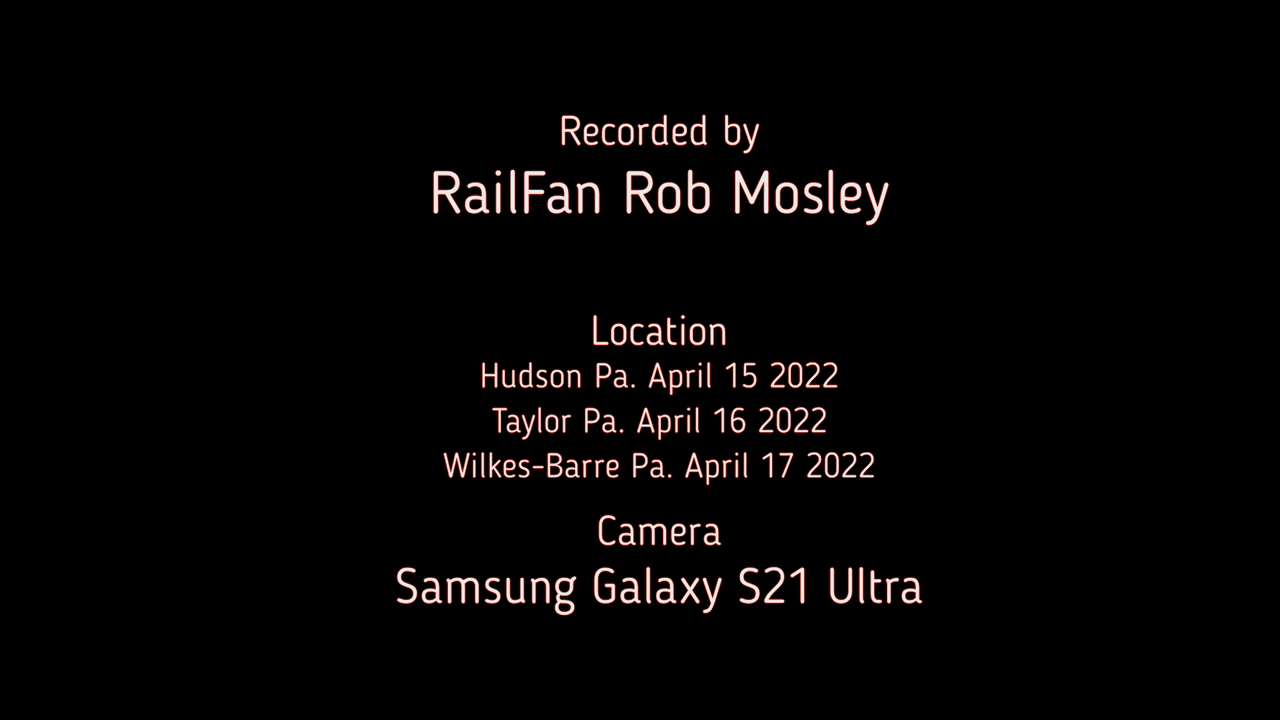 Recorded by
RailFan Rob Mosley
Location
Hudson Pa. April 15 2022
Taylor Pa. April 16 2022
Wilkes-Barre Pa. April 17 2022
Camera
Samsung Galaxy S21 Ultra